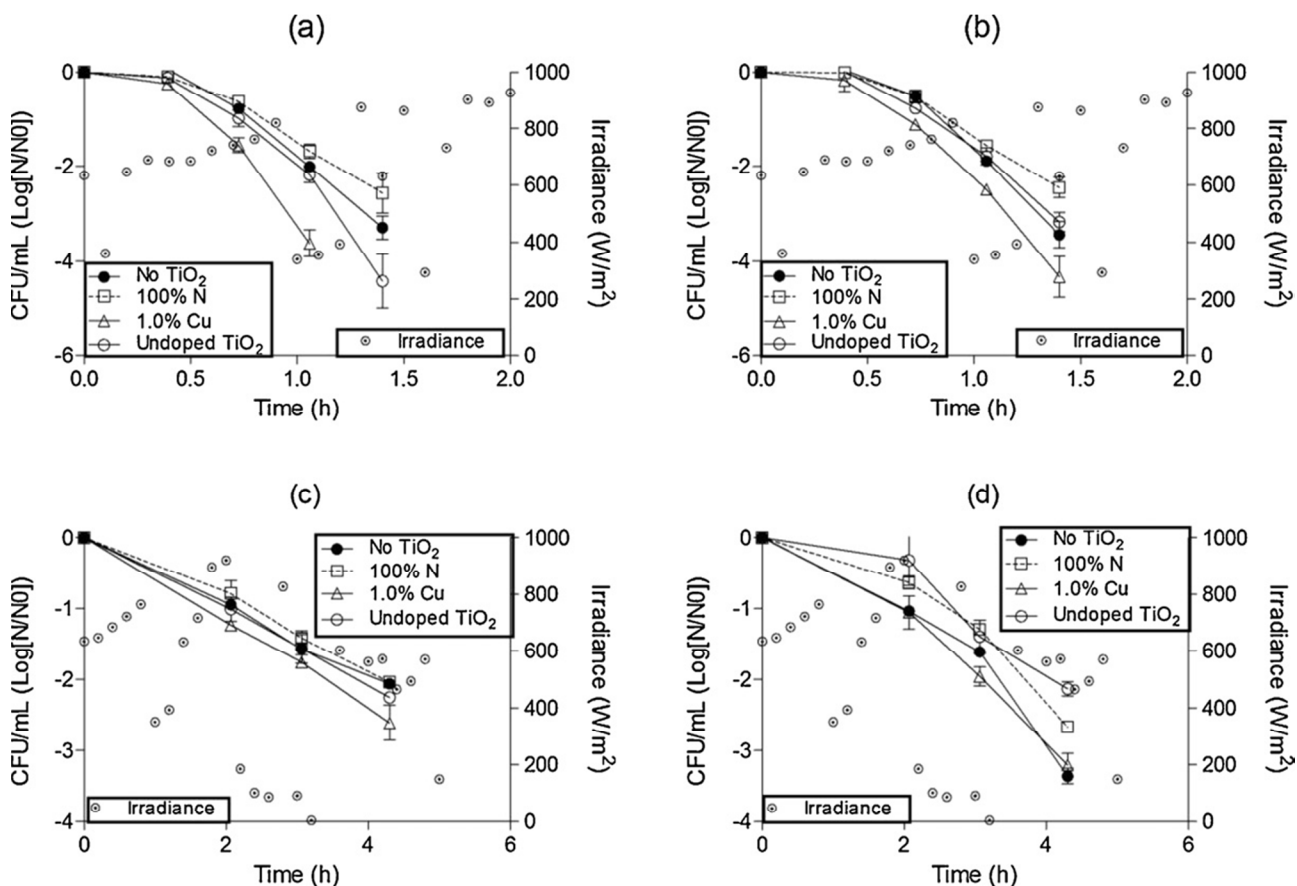 (a)
CFU/mL (Log[N/N0])
0
-2
-4
-6
1000
800
600
400
200
0
Irradiance (W/m²)
No TiO₂
100% N
1.0% Cu
Undoped TiO₂
Irradiance
0.0 0.5 1.0 1.5 2.0
Time (h)
(b)
CFU/mL (Log[N/N0])
0
-2
-4
-6
1000
800
600
400
200
0
Irradiance (W/m²)
No TiO₂
100% N
1.0% Cu
Undoped TiO₂
Irradiance
0.0 0.5 1.0 1.5 2.0
Time (h)
(c)
CFU/mL (Log[N/N0])
0
-1
-2
-3
-4
1000
800
600
400
200
0
Irradiance (W/m²)
No TiO₂
100% N
1.0% Cu
Undoped TiO₂
Irradiance
0 2 4 6
Time (h)
(d)
CFU/mL (Log[N/N0])
0
-1
-2
-3
-4
1000
800
600
400
200
0
Irradiance (W/m²)
No TiO₂
100% N
1.0% Cu
Undoped TiO₂
Irradiance
0 2 4 6
Time (h)